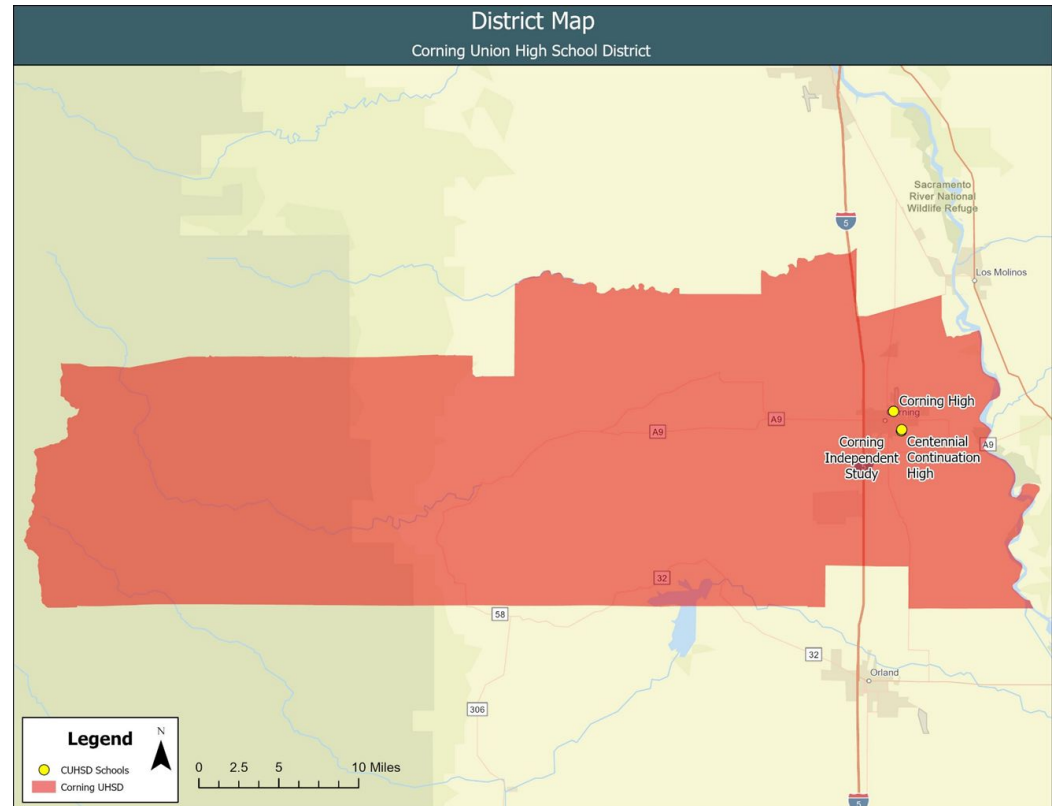 District Map
Corning Union High School District
Sacramento
River National
Wildlife Refuge
5
Los Molinos
Corning High
A9
A9
Corning
Independent
Study
Centennial
Continuation
High
A9
32
58
32
Orland
306
Legend
N
CUHSD Schools
Corning UHSD
0 2.5 5 10 Miles
5